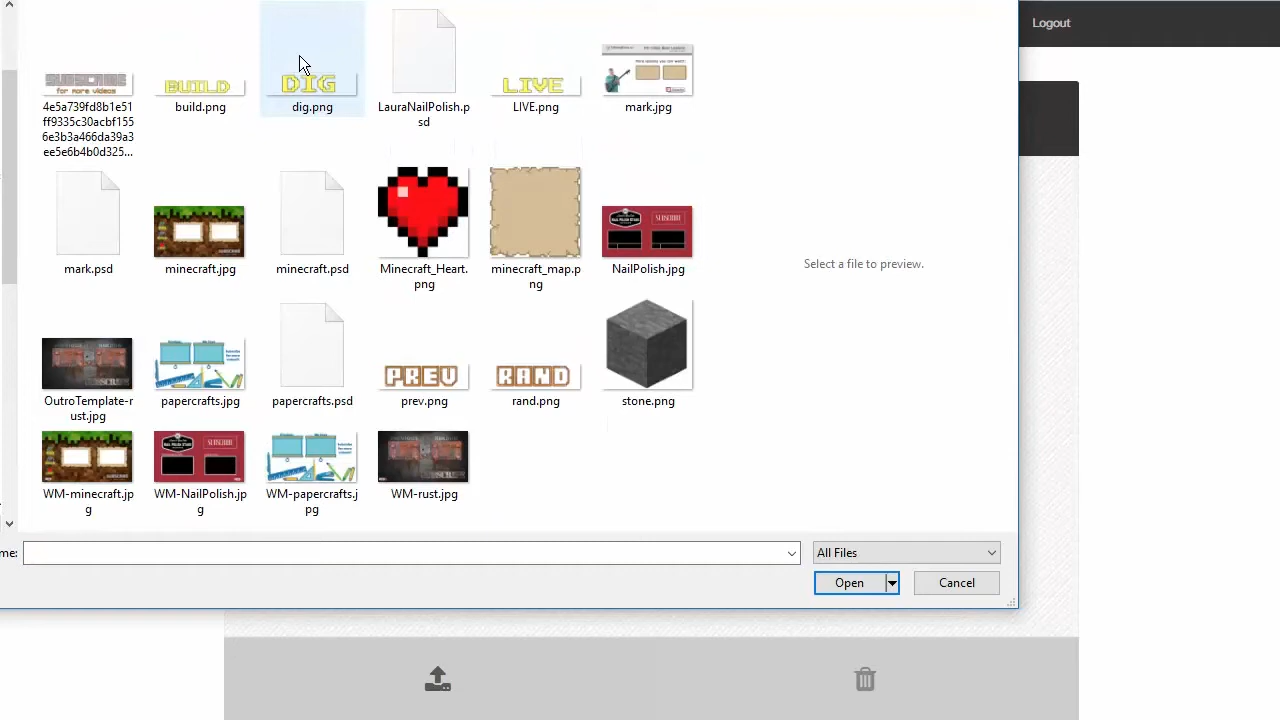 Logout
SUBSCRIBE
for more videos
BUILD
DIG
LIVE
4e5a739fd8b1e51
ff9335c30acbf155
6e3b3a466da39a3
ee5e6b4b0d325...
build.png
dig.png
LauraNailPolish.p
sd
LIVE.png
mark.jpg
mark.psd
minecraft.jpg
minecraft.psd
Minecraft_Heart.
png
minecraft_map.p
ng
NailPolish.jpg
Select a file to preview.
PREV
RAND
OutroTemplate-r
ust.jpg
papercrafts.jpg
papercrafts.psd
prev.png
rand.png
stone.png
WM-minecraft.jp
g
WM-NailPolish.jp
g
WM-papercrafts.j
pg
WM-rust.jpg
me:
All Files
Open
Cancel